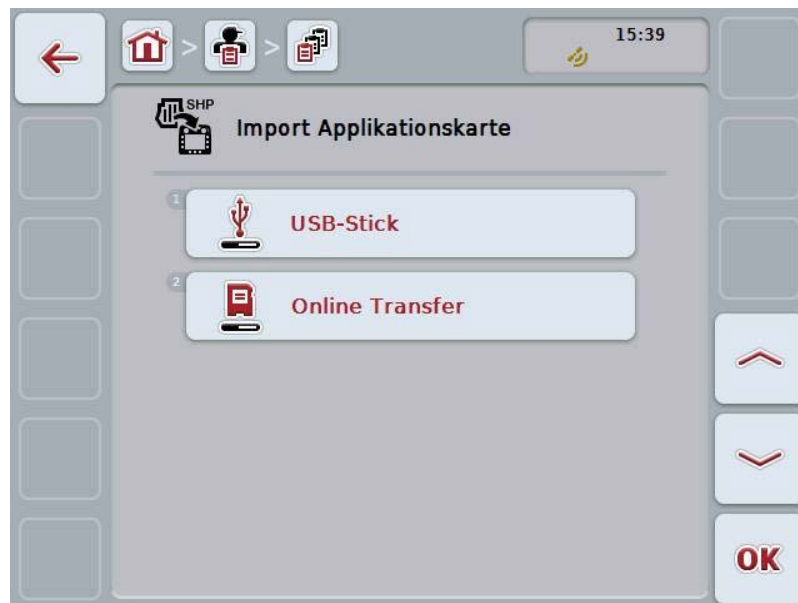 > >
15:39
SHP
Import Applikationskarte
1
USB-Stick
2
Online Transfer
OK